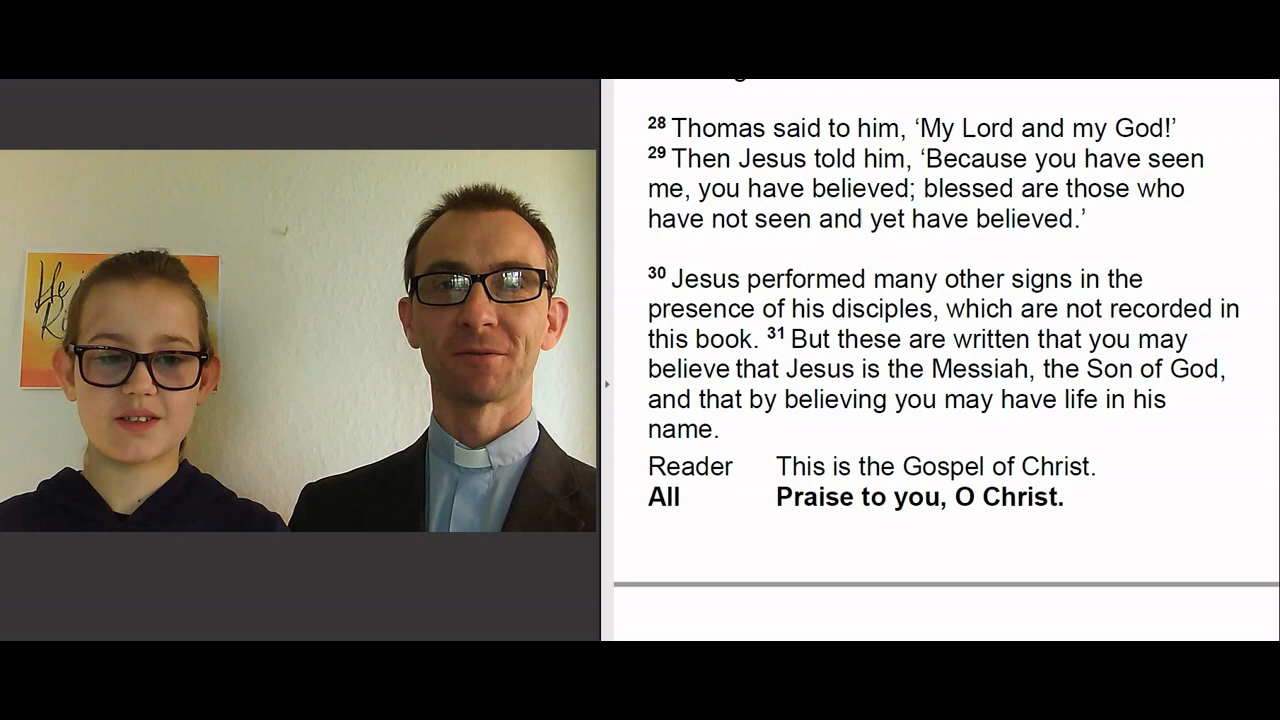 He
Ri
28 Thomas said to him, ‘My Lord and my God!’
29 Then Jesus told him, ‘Because you have seen
me, you have believed; blessed are those who
have not seen and yet have believed.’
30 Jesus performed many other signs in the
presence of his disciples, which are not recorded in
this book. 31 But these are written that you may
believe that Jesus is the Messiah, the Son of God,
and that by believing you may have life in his
name.
Reader This is the Gospel of Christ.
All Praise to you, O Christ.